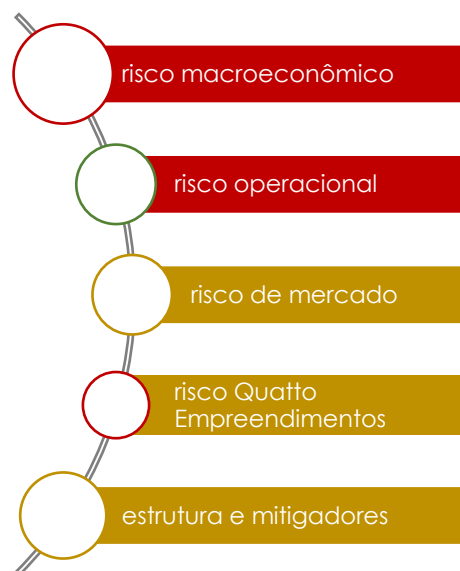 risco macroeconômico
risco operacional
risco de mercado
risco Quatto
Empreendimentos
estrutura e mitigadores